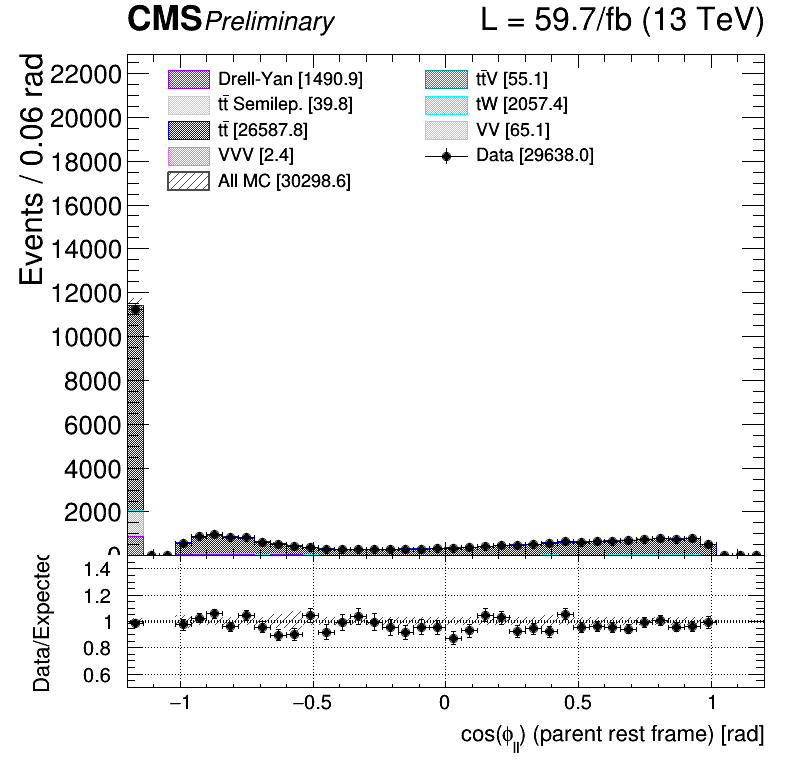 CMS Preliminary L = 59.7/fb (13 TeV)
Events / 0.06 rad
22000
20000
18000
16000
14000
12000
10000
8000
6000
4000
2000
0
Drell-Yan [1490.9]
tt̄ Semilep. [39.8]
tt̄ [26587.8]
VVV [2.4]
All MC [30298.6]
tt̄V [55.1]
tW [2057.4]
VV [65.1]
Data [29638.0]
Data/Expected
1.4
1.2
1
0.8
0.6
−1 −0.5 0 0.5 1
cos(ϕ_ll) (parent rest frame) [rad]